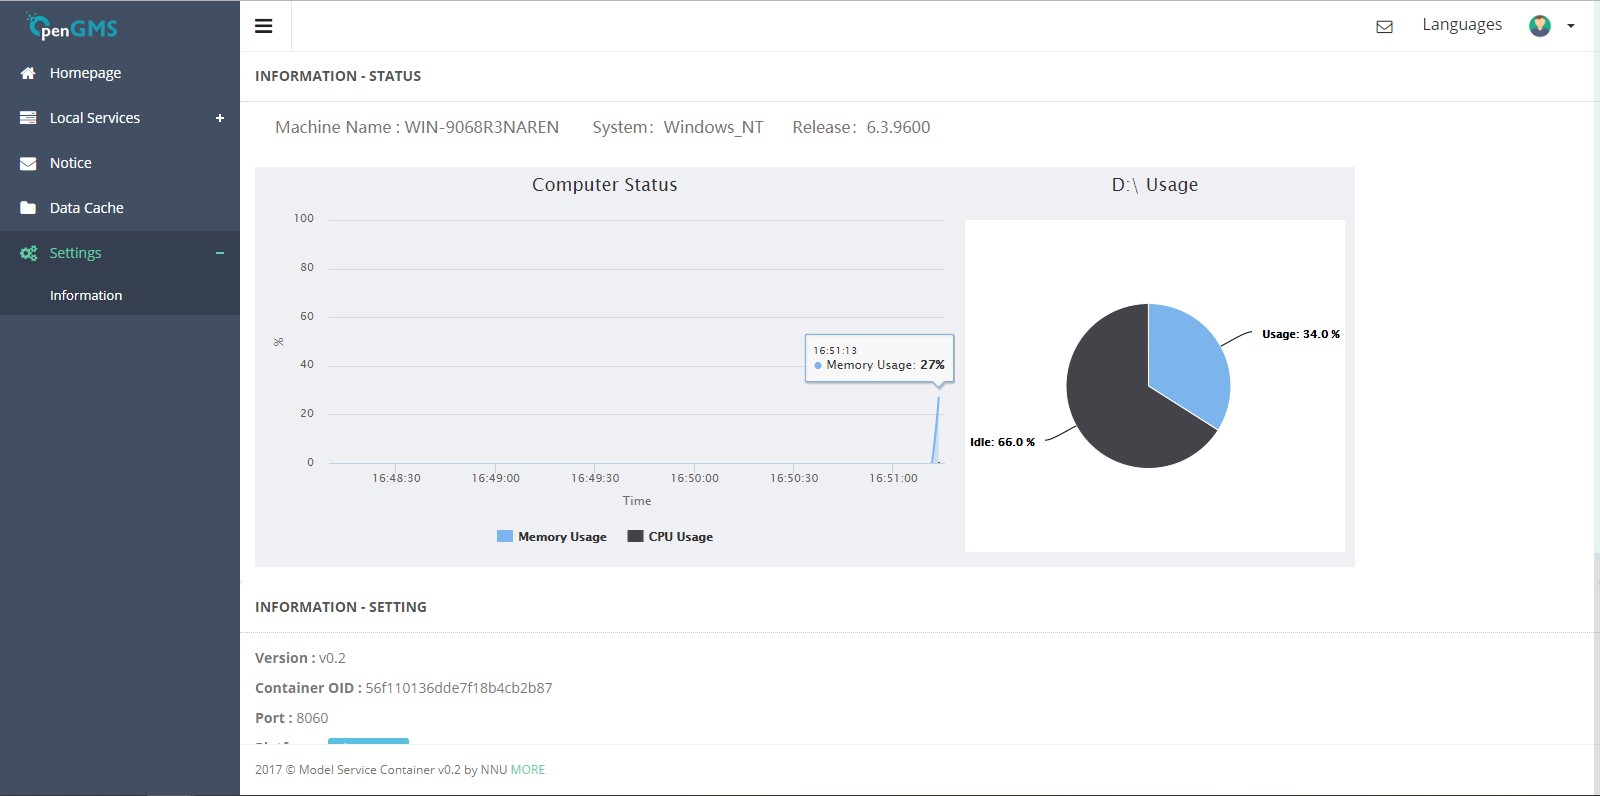 OpenGMS
Homepage
Local Services +
Notice
Data Cache
Settings −
Information
Languages
INFORMATION - STATUS
Machine Name : WIN-9068R3NAREN System: Windows_NT Release: 6.3.9600
Computer Status
100
80
60
40
20
0
%
16:51:13
Memory Usage: 27%
16:48:30 16:49:00 16:49:30 16:50:00 16:50:30 16:51:00
Time
Memory Usage CPU Usage
D:\ Usage
Usage: 34.0 %
Idle: 66.0 %
INFORMATION - SETTING
Version : v0.2
Container OID : 56f110136dde7f18b4cb2b87
Port : 8060
2017 © Model Service Container v0.2 by NNU MORE